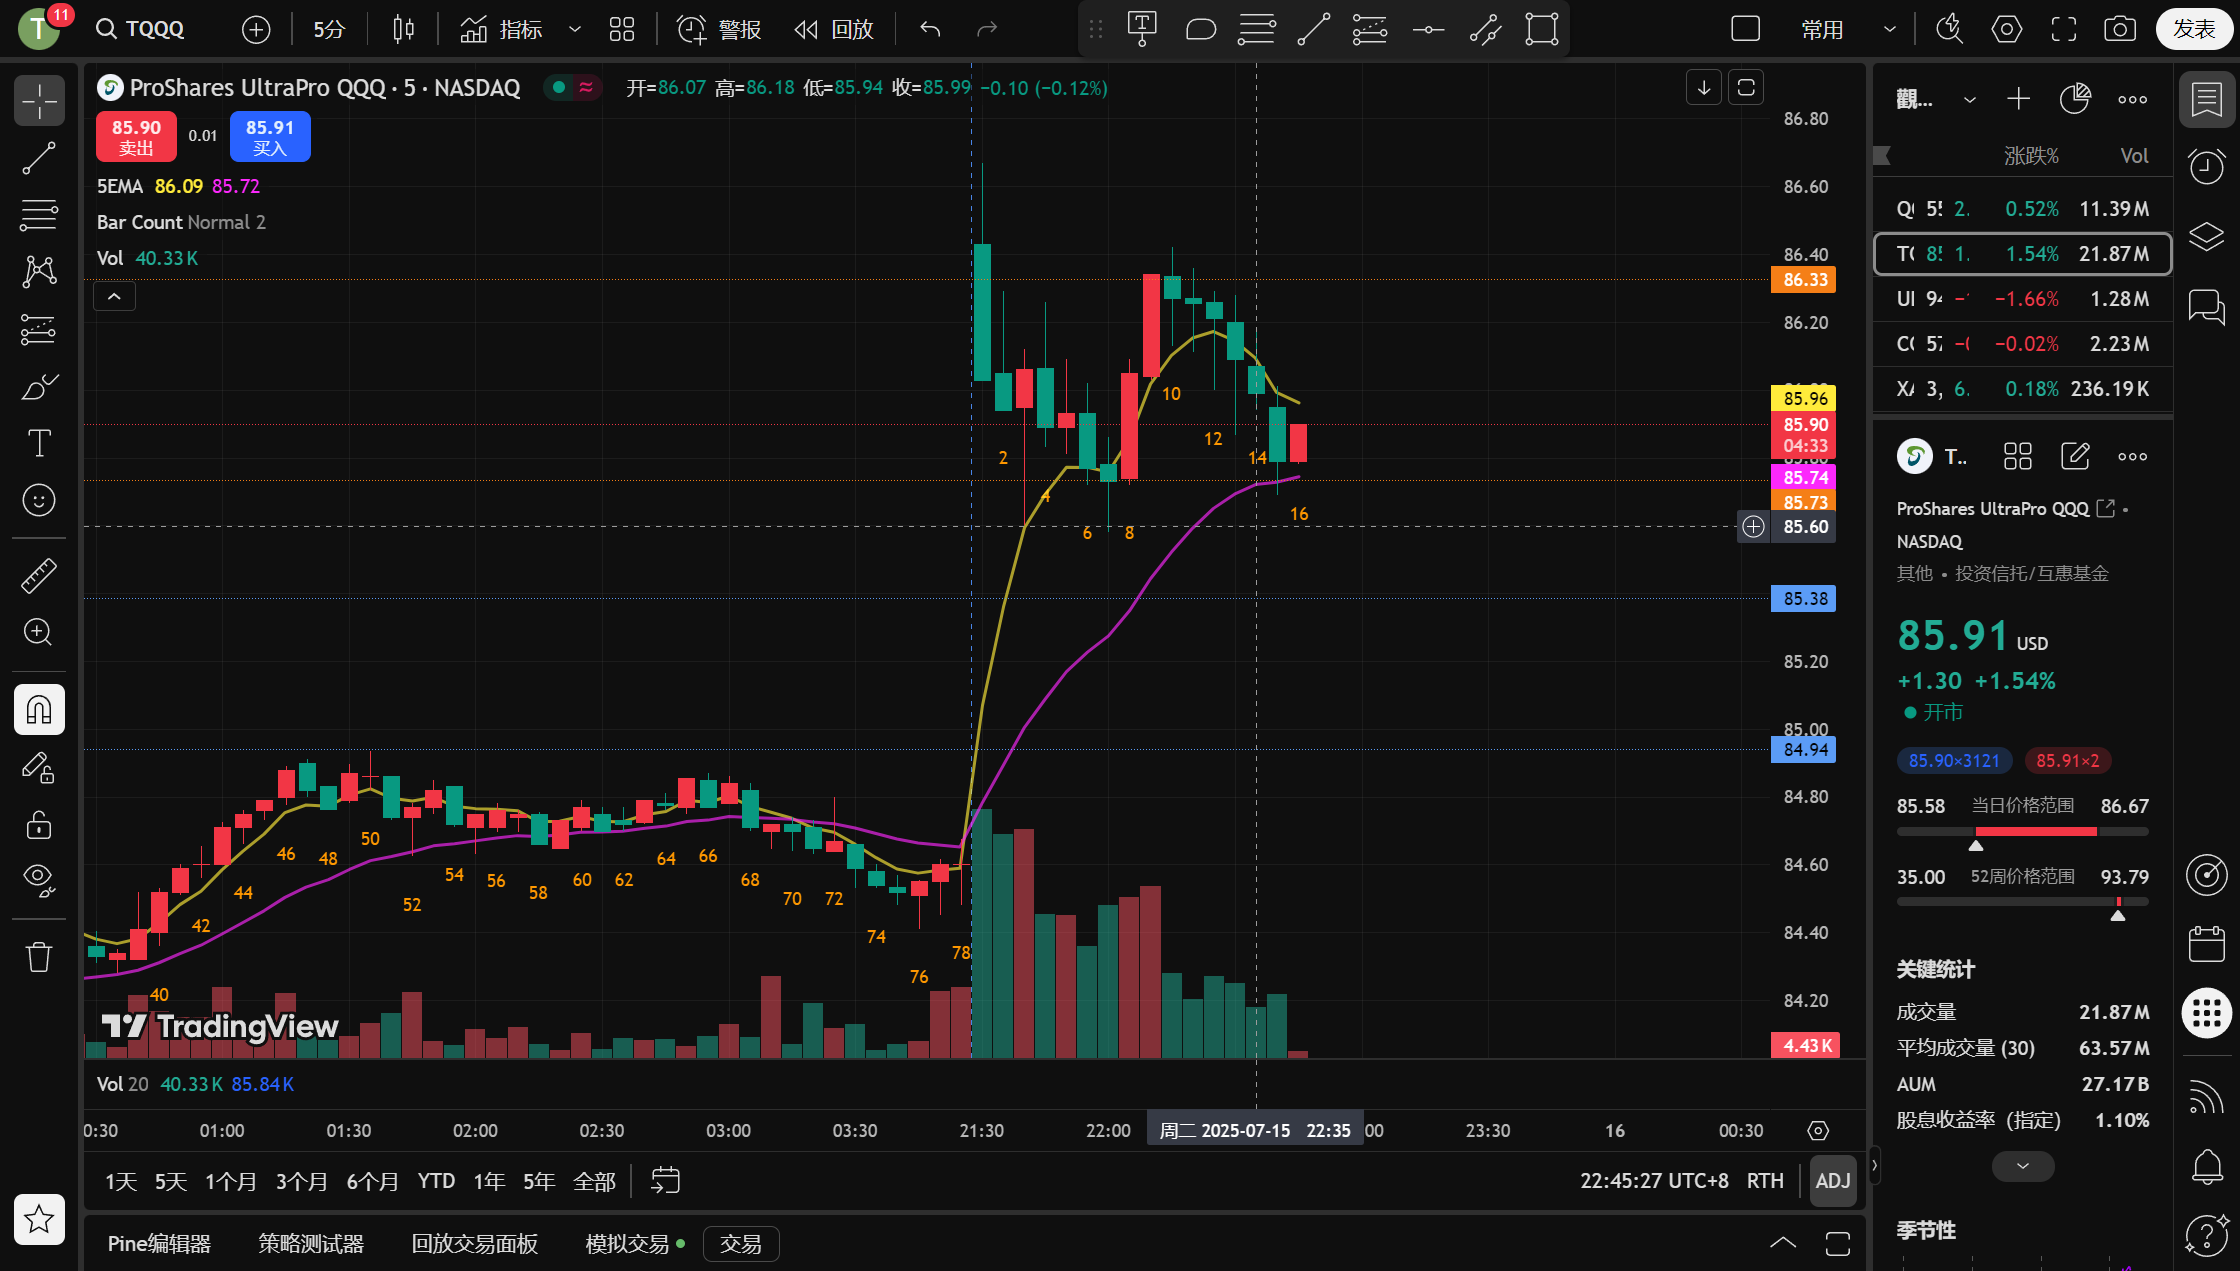 T 11 TQQQ 5分 指标 警报 回放 常用 发表
ProShares UltraPro QQQ · 5 · NASDAQ 开=86.07 高=86.18 低=85.94 收=85.99 −0.10 (−0.12%)
85.90 卖出 0.01 85.91 买入
5EMA 86.09 85.72
Bar Count Normal 2
Vol 40.33 K
2 4 6 8 10 12 14 16
40 42 44 46 48 50 52 54 56 58 60 62 64 66 68 70 72 74 76 78
86.80
86.60
86.40
86.33
86.20
85.96
85.90
04:33
85.74
85.73
85.60
85.38
85.20
85.00
84.94
84.80
84.60
84.40
84.20
4.43 K
TradingView
Vol 20 40.33 K 85.84 K
0:30 01:00 01:30 02:00 02:30 03:00 03:30 21:30 22:00 周二 2025-07-15 22:35 00 23:30 16 00:30
1天 5天 1个月 3个月 6个月 YTD 1年 5年 全部 22:45:27 UTC+8 RTH ADJ
Pine编辑器 策略测试器 回放交易面板 模拟交易 交易
觀...
涨跌% Vol
2. 0.52% 11.39 M
1. 1.54% 21.87 M
−1.66% 1.28 M
−0.02% 2.23 M
3, 6. 0.18% 236.19 K
T..
ProShares UltraPro QQQ
NASDAQ
其他 • 投资信托/互惠基金
85.91 USD
+1.30 +1.54%
开市
85.90×3121 85.91×2
85.58 当日价格范围 86.67
35.00 52周价格范围 93.79
关键统计
成交量 21.87 M
平均成交量 (30) 63.57 M
AUM 27.17 B
股息收益率（指定） 1.10%
季节性